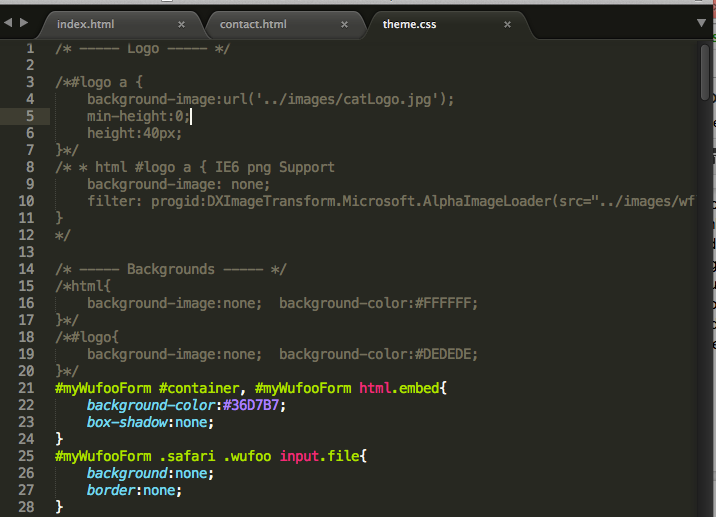 index.html × contact.html × theme.css ×
1 /* ----- Logo ----- */
2
3 /*#logo a {
4 background-image:url('../images/catLogo.jpg');
5 min-height:0;
6 height:40px;
7 }*/
8 /* * html #logo a { IE6 png Support
9 background-image: none;
10 filter: progid:DXImageTransform.Microsoft.AlphaImageLoader(src="../images/wf
11 }
12 */
13
14 /* ----- Backgrounds ----- */
15 /*html{
16 background-image:none; background-color:#FFFFFF;
17 }*/
18 /*#logo{
19 background-image:none; background-color:#DEDEDE;
20 }*/
21 #myWufooForm #container, #myWufooForm html.embed{
22 background-color:#36D7B7;
23 box-shadow:none;
24 }
25 #myWufooForm .safari .wufoo input.file{
26 background:none;
27 border:none;
28 }